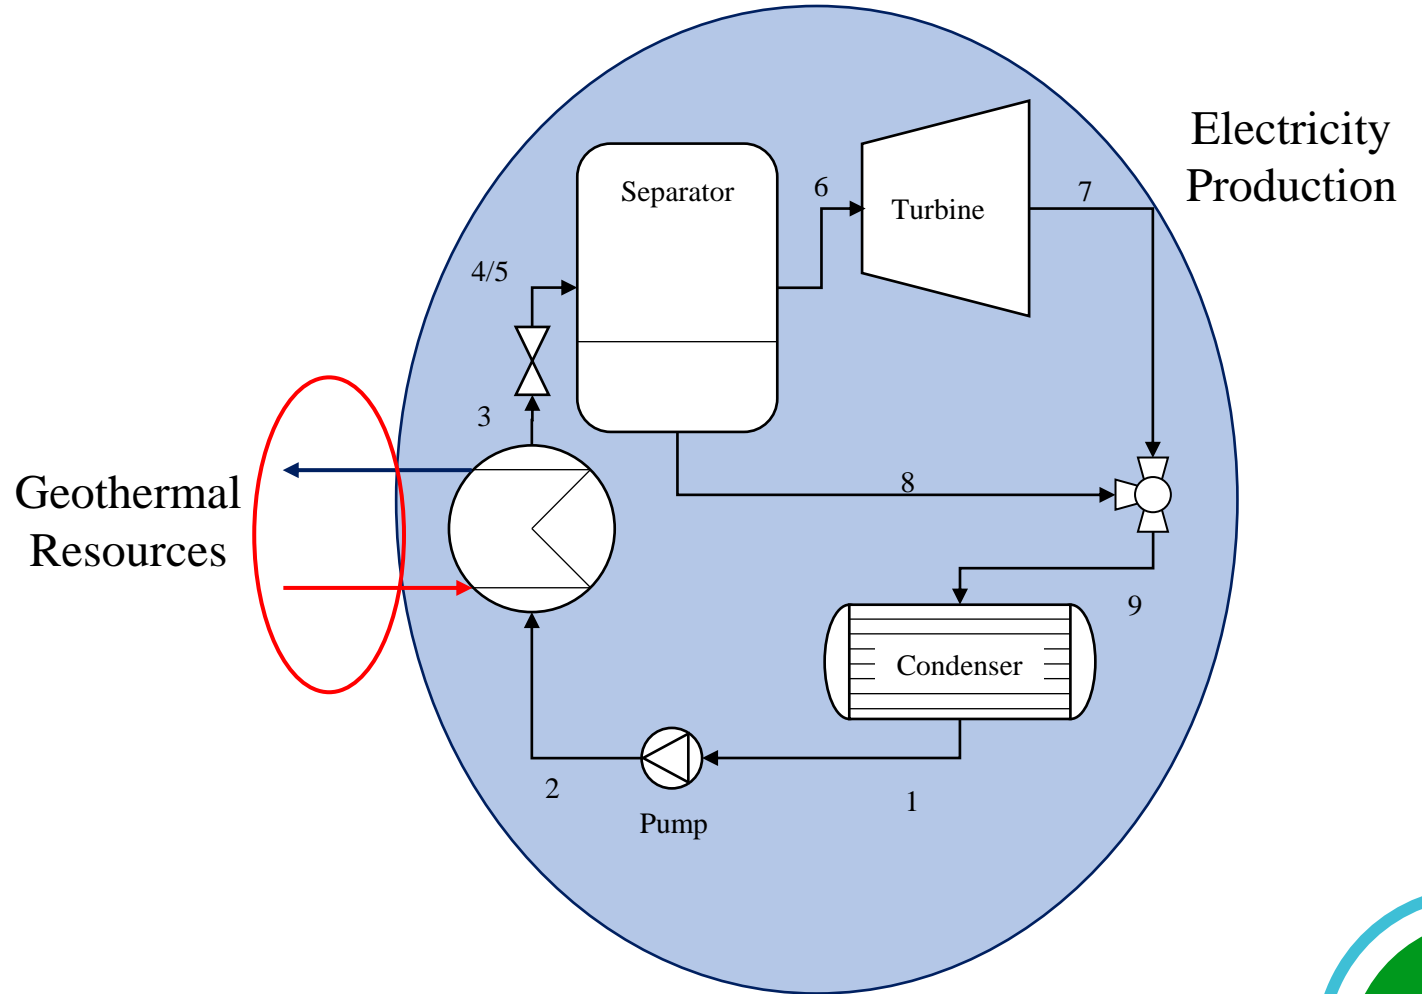 Electricity
Production
Separator
6
Turbine
7
4/5
3
Geothermal
Resources
8
9
Condenser
2
1
Pump